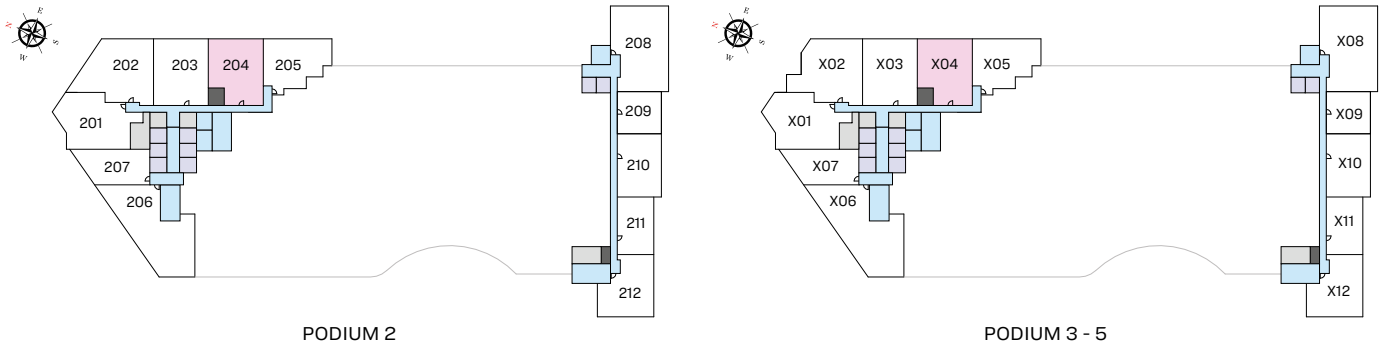 N
E
S
W
202
203
204
205
201
207
206
208
209
210
211
212
PODIUM 2
N
E
S
W
X02
X03
X04
X05
X01
X07
X06
X08
X09
X10
X11
X12
PODIUM 3 - 5